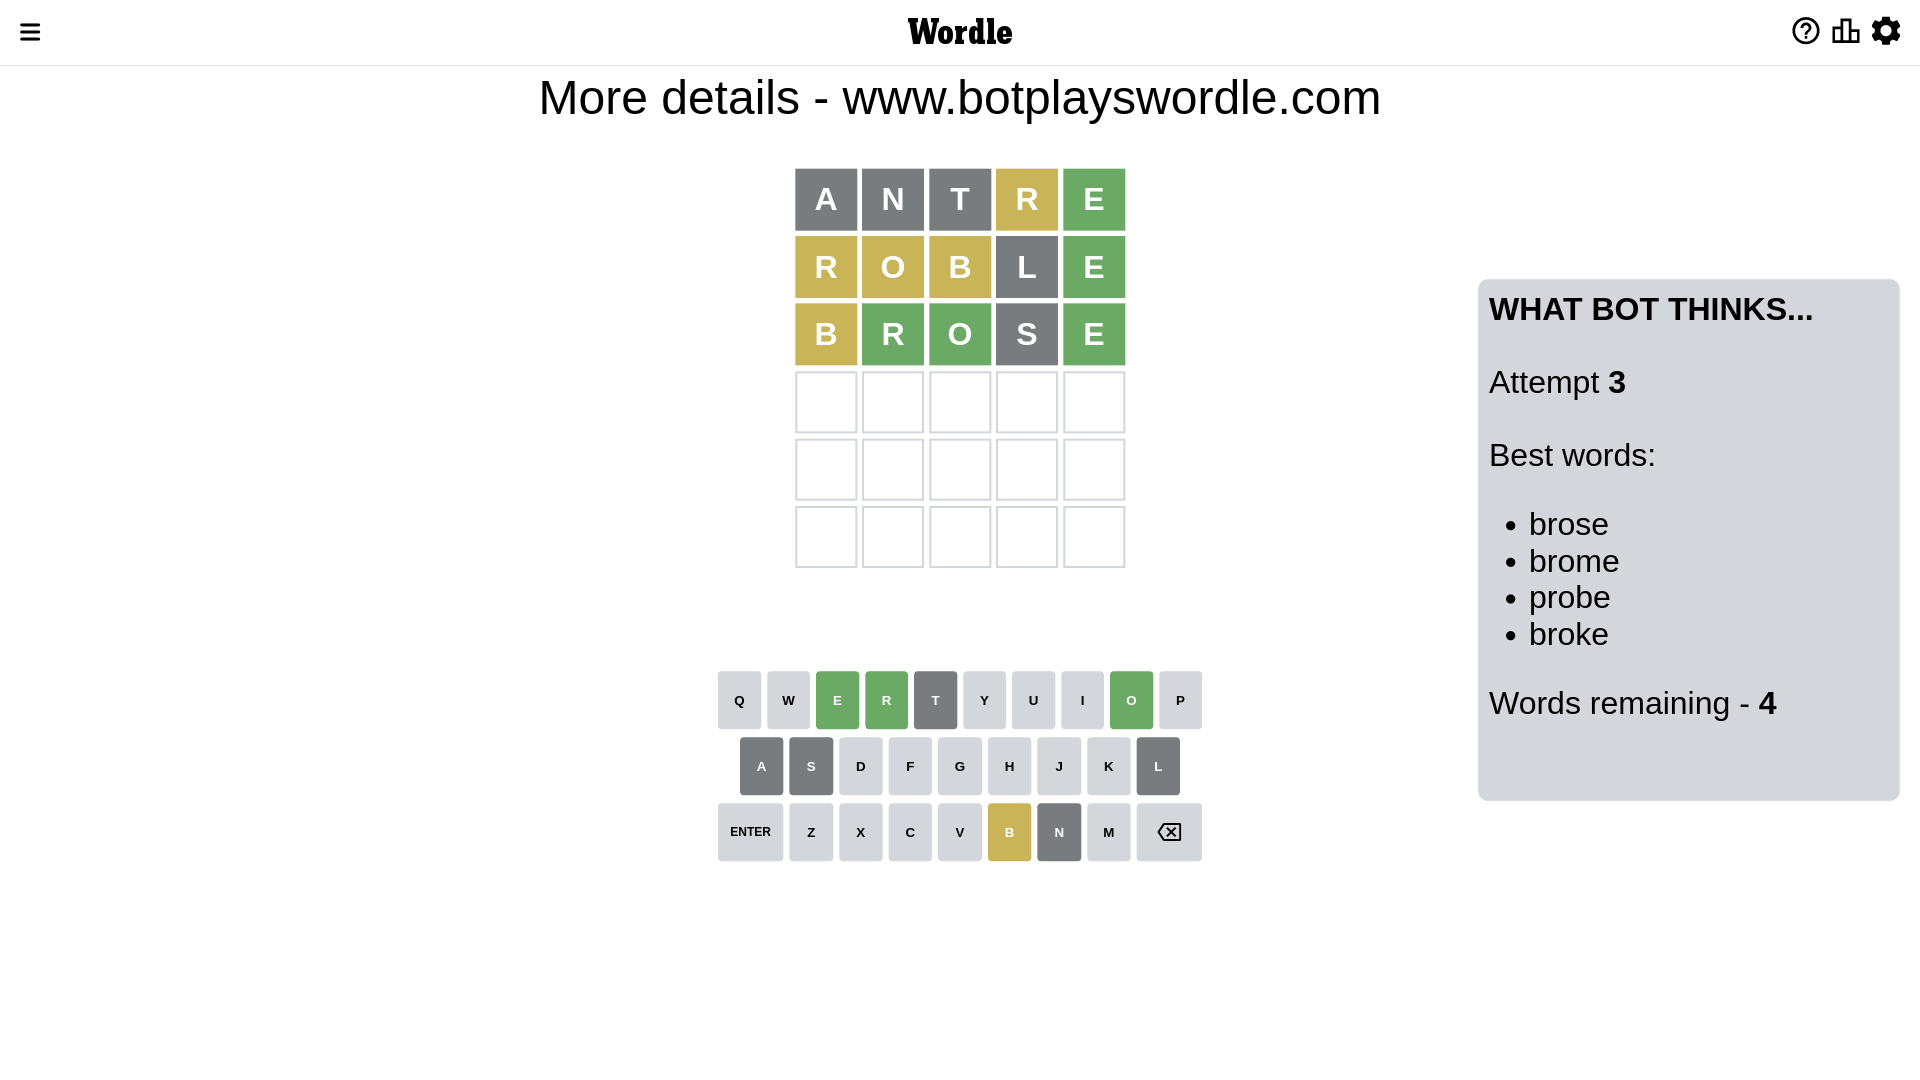 Wordle
More details - www.botplayswordle.com
A N T R E
R O B L E
B R O S E
WHAT BOT THINKS...
Attempt 3
Best words:
• brose
• brome
• probe
• broke
Words remaining - 4
Q W E R T Y U I O P
A S D F G H J K L
ENTER Z X C V B N M